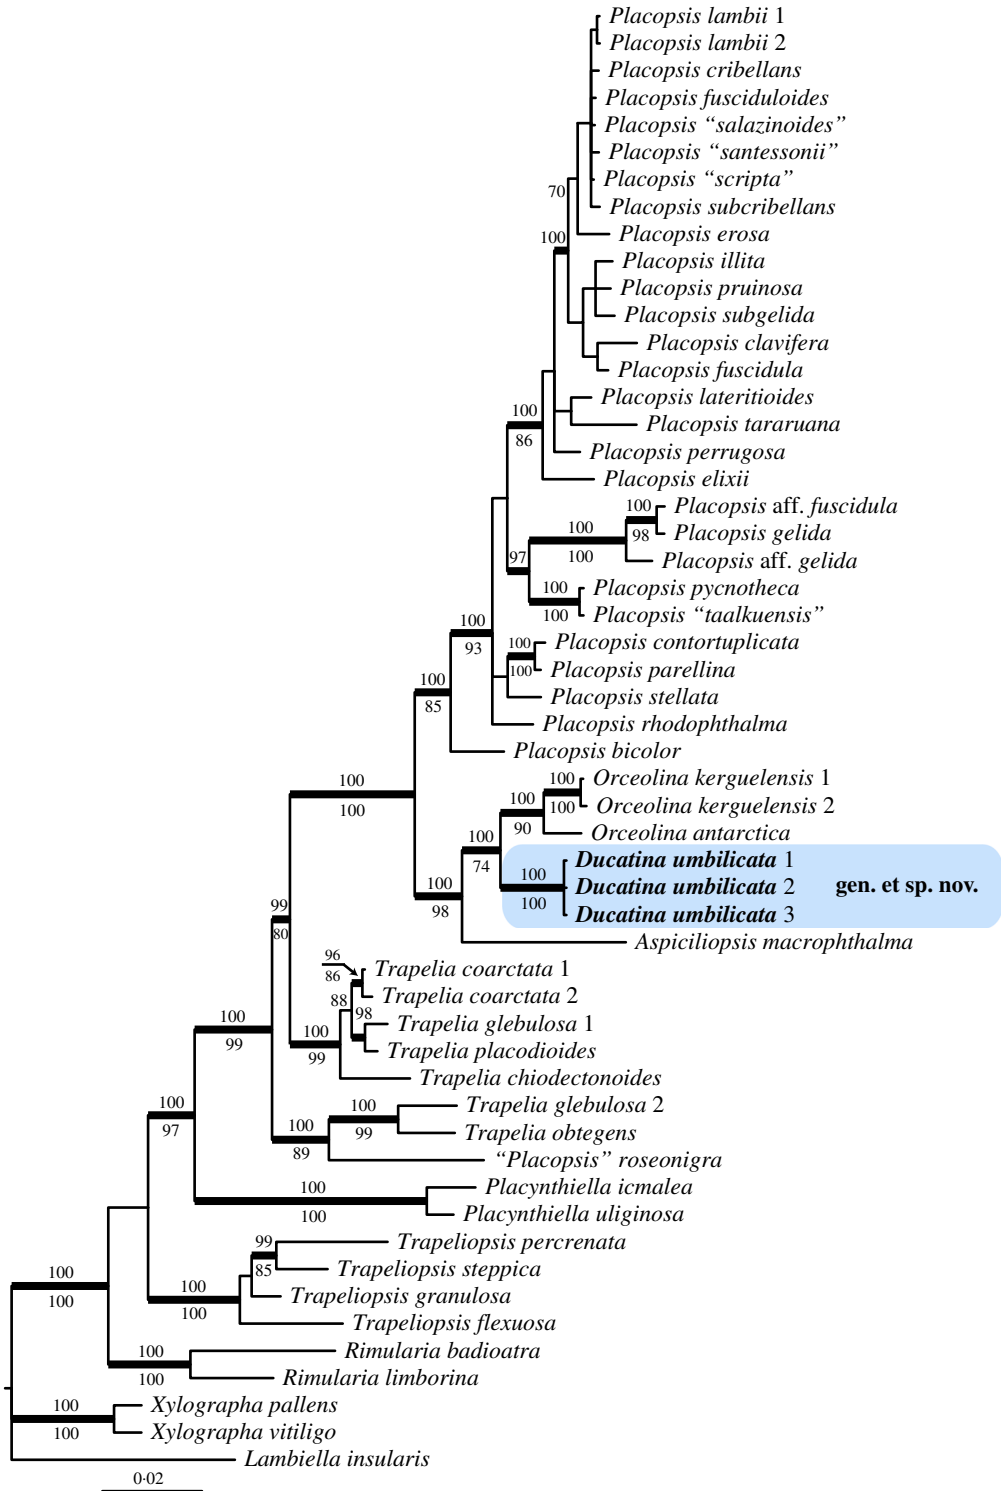 Placopsis lambii 1
Placopsis lambii 2
Placopsis cribellans
Placopsis fusciduloides
Placopsis “salazinoides”
Placopsis “santessonii”
Placopsis “scripta”
70
Placopsis subcribellans
Placopsis erosa
100
Placopsis illita
Placopsis pruinosa
Placopsis subgelida
Placopsis clavifera
Placopsis fuscidula
Placopsis lateritioides
100
Placopsis tararuana
86
Placopsis perrugosa
Placopsis elixii
100
Placopsis aff. fuscidula
100
98
Placopsis gelida
97
100
Placopsis aff. gelida
100
Placopsis pycnotheca
100
Placopsis “taalkuensis”
100
93
100
Placopsis contortuplicata
100
Placopsis parellina
100
85
Placopsis stellata
Placopsis rhodophthalma
Placopsis bicolor
100
100
100
Orceolina kerguelensis 1
100
Orceolina kerguelensis 2
100
90
Orceolina antarctica
100
74
Ducatina umbilicata 1
100
Ducatina umbilicata 2 gen. et sp. nov.
100
Ducatina umbilicata 3
100
98
Aspiciliopsis macrophthalma
99
80
96
86
Trapelia coarctata 1
Trapelia coarctata 2
88
98
Trapelia glebulosa 1
100
99
Trapelia placodioides
100
99
Trapelia chiodectonoides
100
99
Trapelia glebulosa 2
Trapelia obtegens
100
89
“Placopsis” roseonigra
100
97
100
100
Placynthiella icmalea
Placynthiella uliginosa
99
85
Trapeliopsis percrenata
Trapeliopsis steppica
100
100
Trapeliopsis granulosa
Trapeliopsis flexuosa
100
100
100
100
Rimularia badioatra
Rimularia limborina
100
100
Xylographa pallens
Xylographa vitiligo
Lambiella insularis
0·02